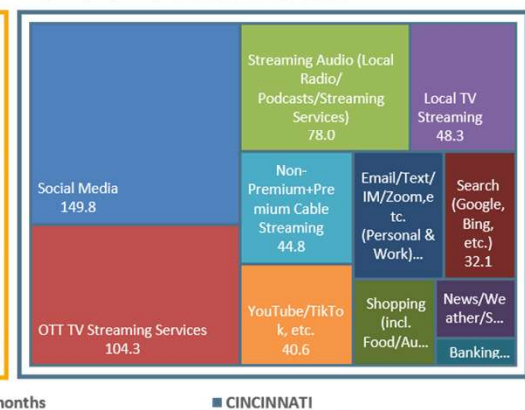 Social Media
149.8
OTT TV Streaming Services
104.3
Streaming Audio (Local
Radio/
Podcasts/Streaming
Services)
78.0
Local TV
Streaming
48.3
Non-
Premium+Pre
mium Cable
Streaming
44.8
YouTube/TikTo
k, etc.
40.6
Email/Text/
IM/Zoom,e
tc.
(Personal &
Work)...
Search
(Google,
Bing,
etc.)
32.1
Shopping
(incl.
Food/Au...
News/We
ather/S...
Banking...
months
CINCINNATI